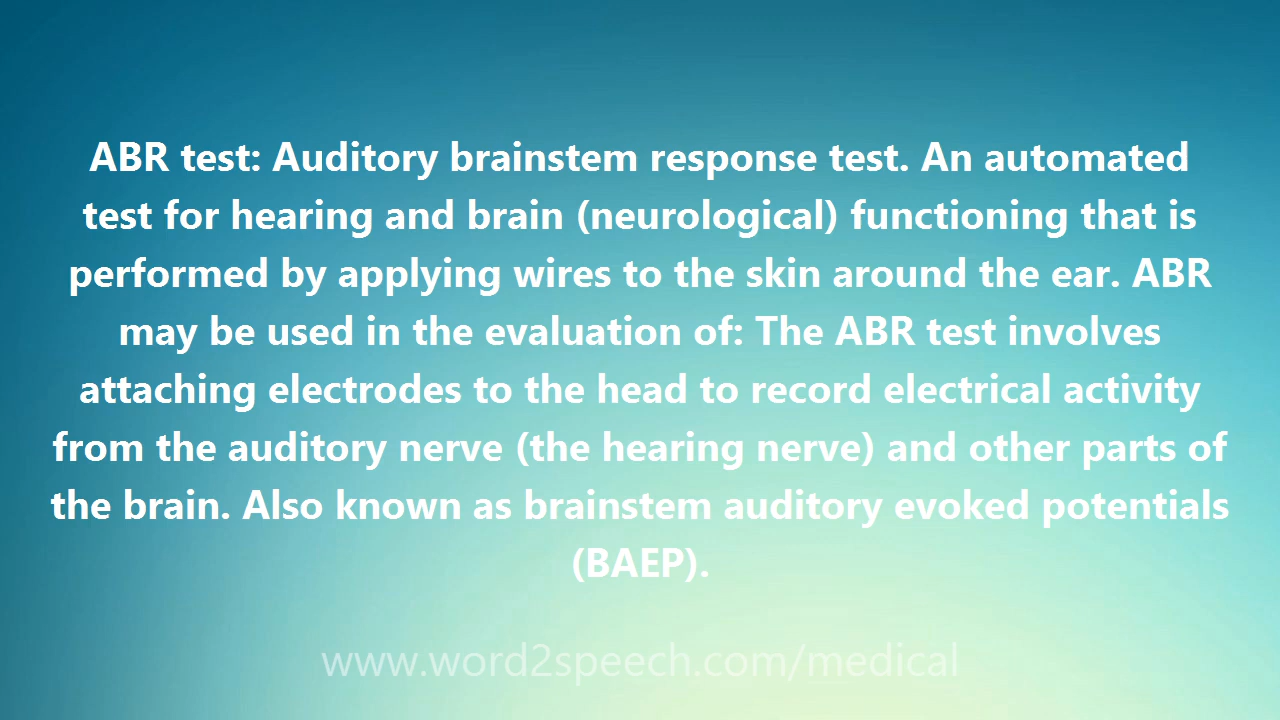 ABR test: Auditory brainstem response test. An automated
test for hearing and brain (neurological) functioning that is
performed by applying wires to the skin around the ear. ABR
may be used in the evaluation of: The ABR test involves
attaching electrodes to the head to record electrical activity
from the auditory nerve (the hearing nerve) and other parts of
the brain. Also known as brainstem auditory evoked potentials
(BAEP).
www.word2speech.com/medical